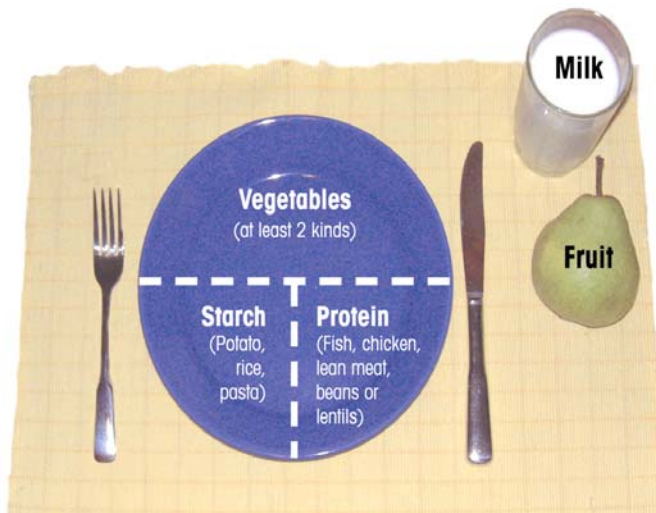 Milk
Vegetables
(at least 2 kinds)
Fruit
Starch
(Potato,
rice,
pasta)
Protein
(Fish, chicken,
lean meat,
beans or
lentils)